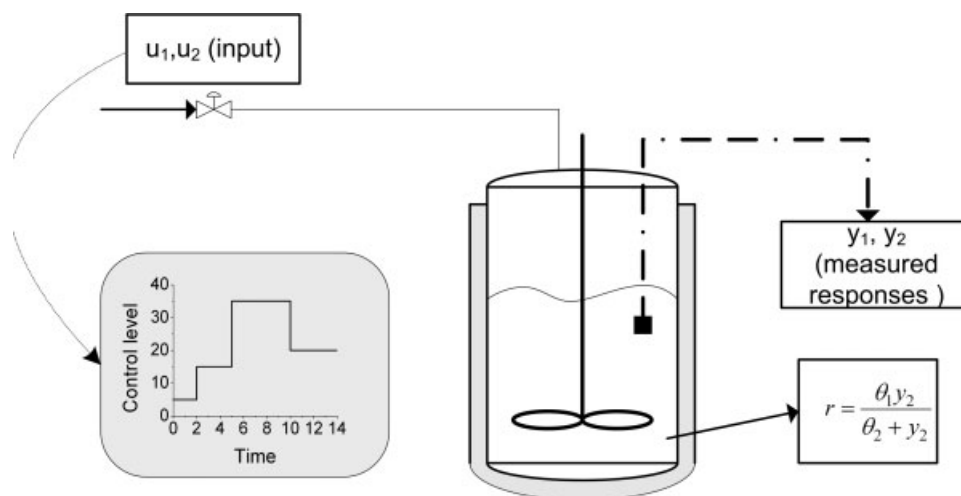 u₁,u₂ (input)
y₁, y₂
(measured
responses )
Control level
40
30
20
10
0
0 2 4 6 8 10 12 14
Time
r = θ₁y₂ / (θ₂ + y₂)